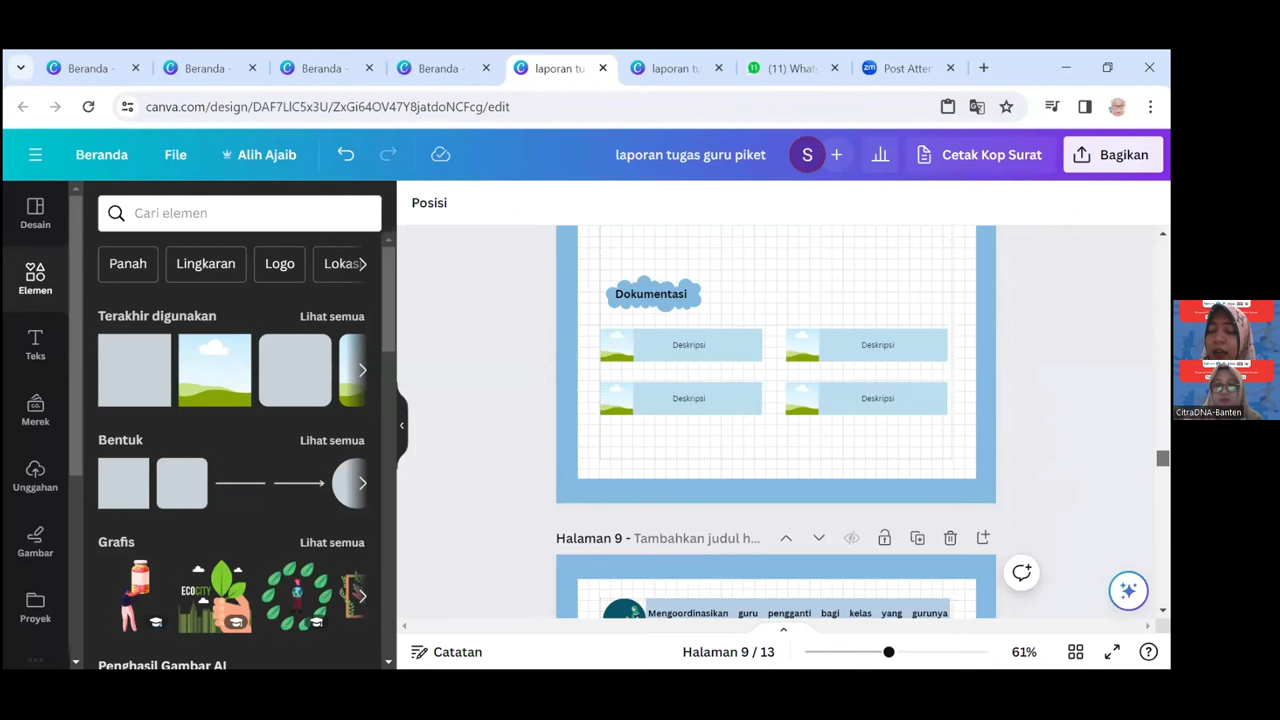 Beranda -
Beranda -
Beranda -
Beranda -
laporan tu
laporan tu
(11) What
Post Atter
canva.com/design/DAF7LlC5x3U/ZxGi64OV47Y8jatdoNCFcg/edit
Beranda
File
Alih Ajaib
laporan tugas guru piket
S
Cetak Kop Surat
Bagikan
Desain
Elemen
Teks
Merek
Unggahan
Gambar
Proyek
Cari elemen
Panah
Lingkaran
Logo
Lokas
Terakhir digunakan
Lihat semua
Bentuk
Lihat semua
Grafis
Lihat semua
ECOCITY
Penghasil Gambar AI
Posisi
Dokumentasi
Deskripsi
Deskripsi
Deskripsi
Deskripsi
Halaman 9 - Tambahkan judul h...
Mengoordinasikan guru pengganti bagi kelas yang gurunya
Catatan
Halaman 9 / 13
61%
CitraDNA-Banten